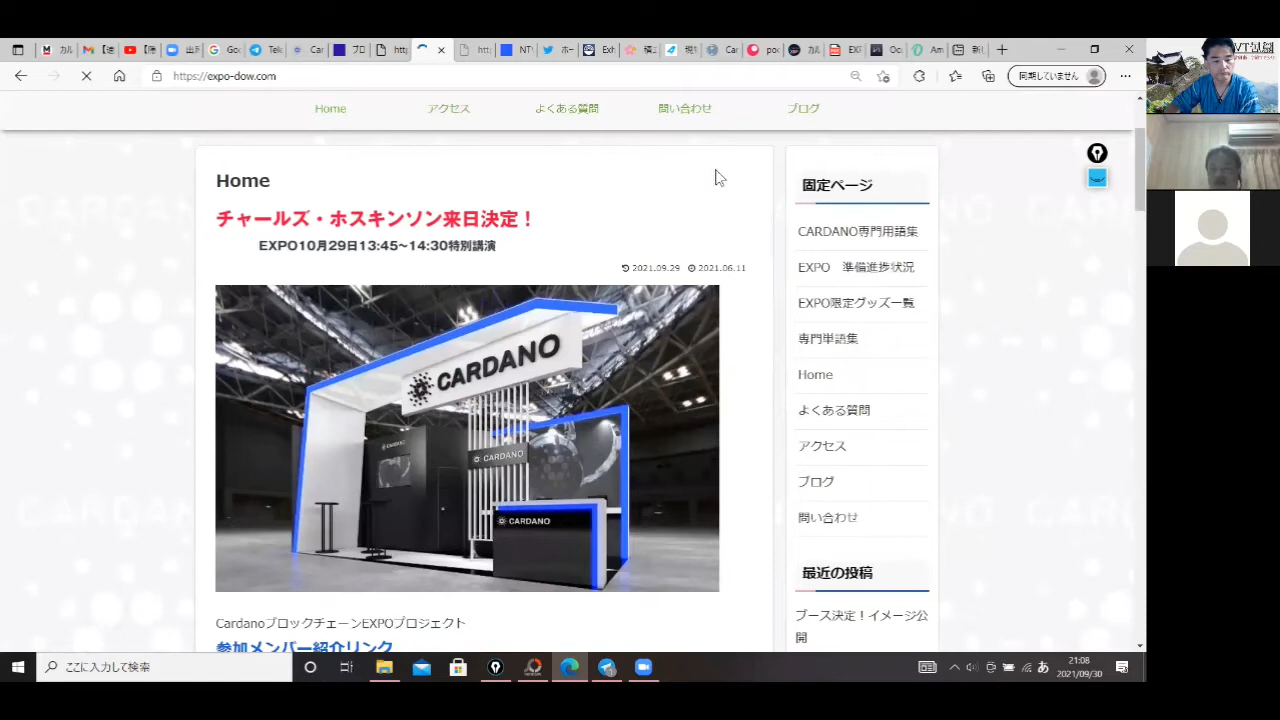 https://expo-dow.com
同期していません
Home
アクセス
よくある質問
問い合わせ
ブログ
Home
チャールズ・ホスキンソン来日決定！
EXPO10月29日13:45~14:30特別講演
2021.09.29 2021.06.11
CARDANO
CARDANO
CARDANO
CARDANO
CardanoブロックチェーンEXPOプロジェクト
参加メンバー紹介リンク
固定ページ
CARDANO専門用語集
EXPO 準備進捗状況
EXPO限定グッズ一覧
専門単語集
Home
よくある質問
アクセス
ブログ
問い合わせ
最近の投稿
ブース決定！イメージ公
開
ここに入力して検索
あ
21:08
2021/09/30